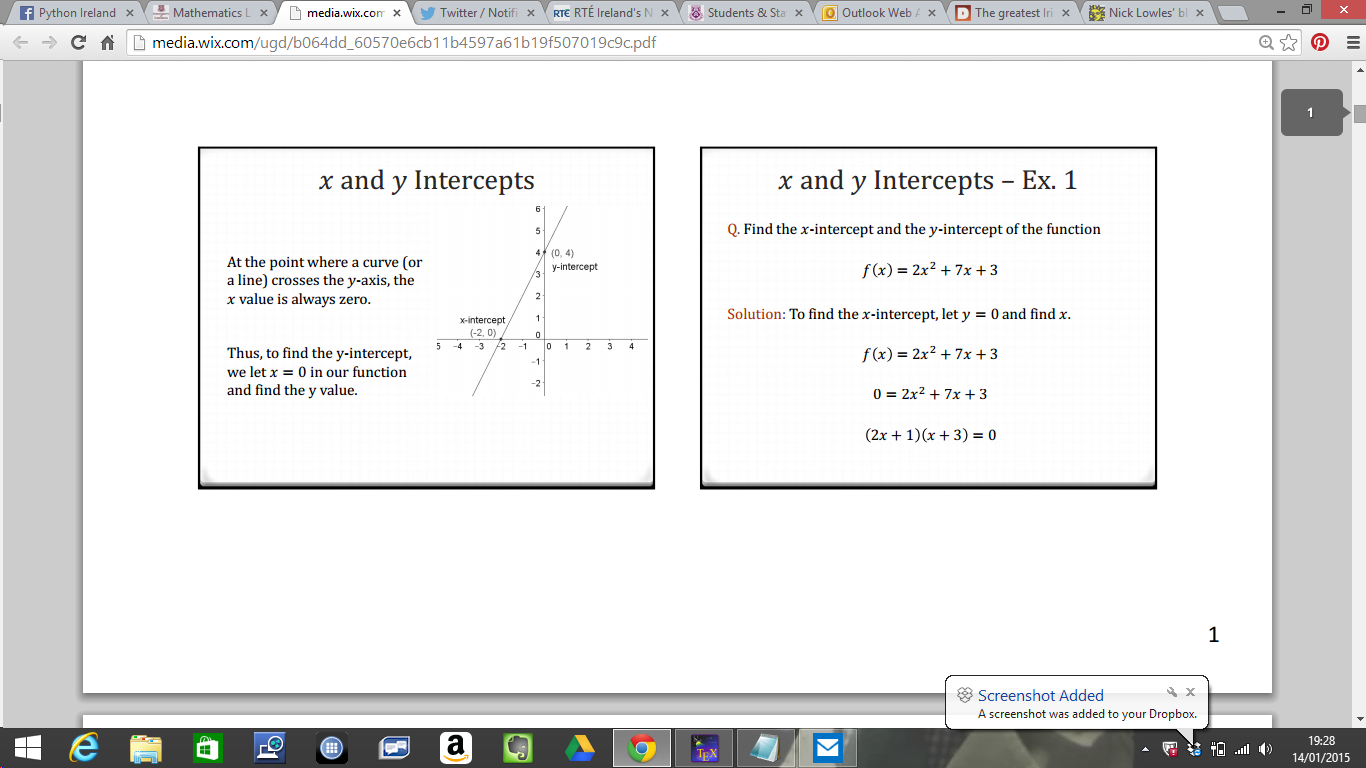 Python Ireland
Mathematics L
media.wix.com
Twitter / Notifi
RTÉ Ireland's N
Students & Sta
Outlook Web A
The greatest Iri
Nick Lowles' bl
media.wix.com/ugd/b064dd_60570e6cb11b4597a61b19f507019c9c.pdf
1
x and y Intercepts
At the point where a curve (or
a line) crosses the y-axis, the
x value is always zero.
Thus, to find the y-intercept,
we let x = 0 in our function
and find the y value.
6
5
4
(0, 4)
y-intercept
3
2
x-intercept
1
(-2, 0)
0
5 −4 −3 −2 −1 0 1 2 3 4
−1
−2
x and y Intercepts – Ex. 1
Q. Find the x-intercept and the y-intercept of the function
f(x) = 2x² + 7x + 3
Solution: To find the x-intercept, let y = 0 and find x.
f(x) = 2x² + 7x + 3
0 = 2x² + 7x + 3
(2x + 1)(x + 3) = 0
1
Screenshot Added
A screenshot was added to your Dropbox.
TEX
19:28
14/01/2015